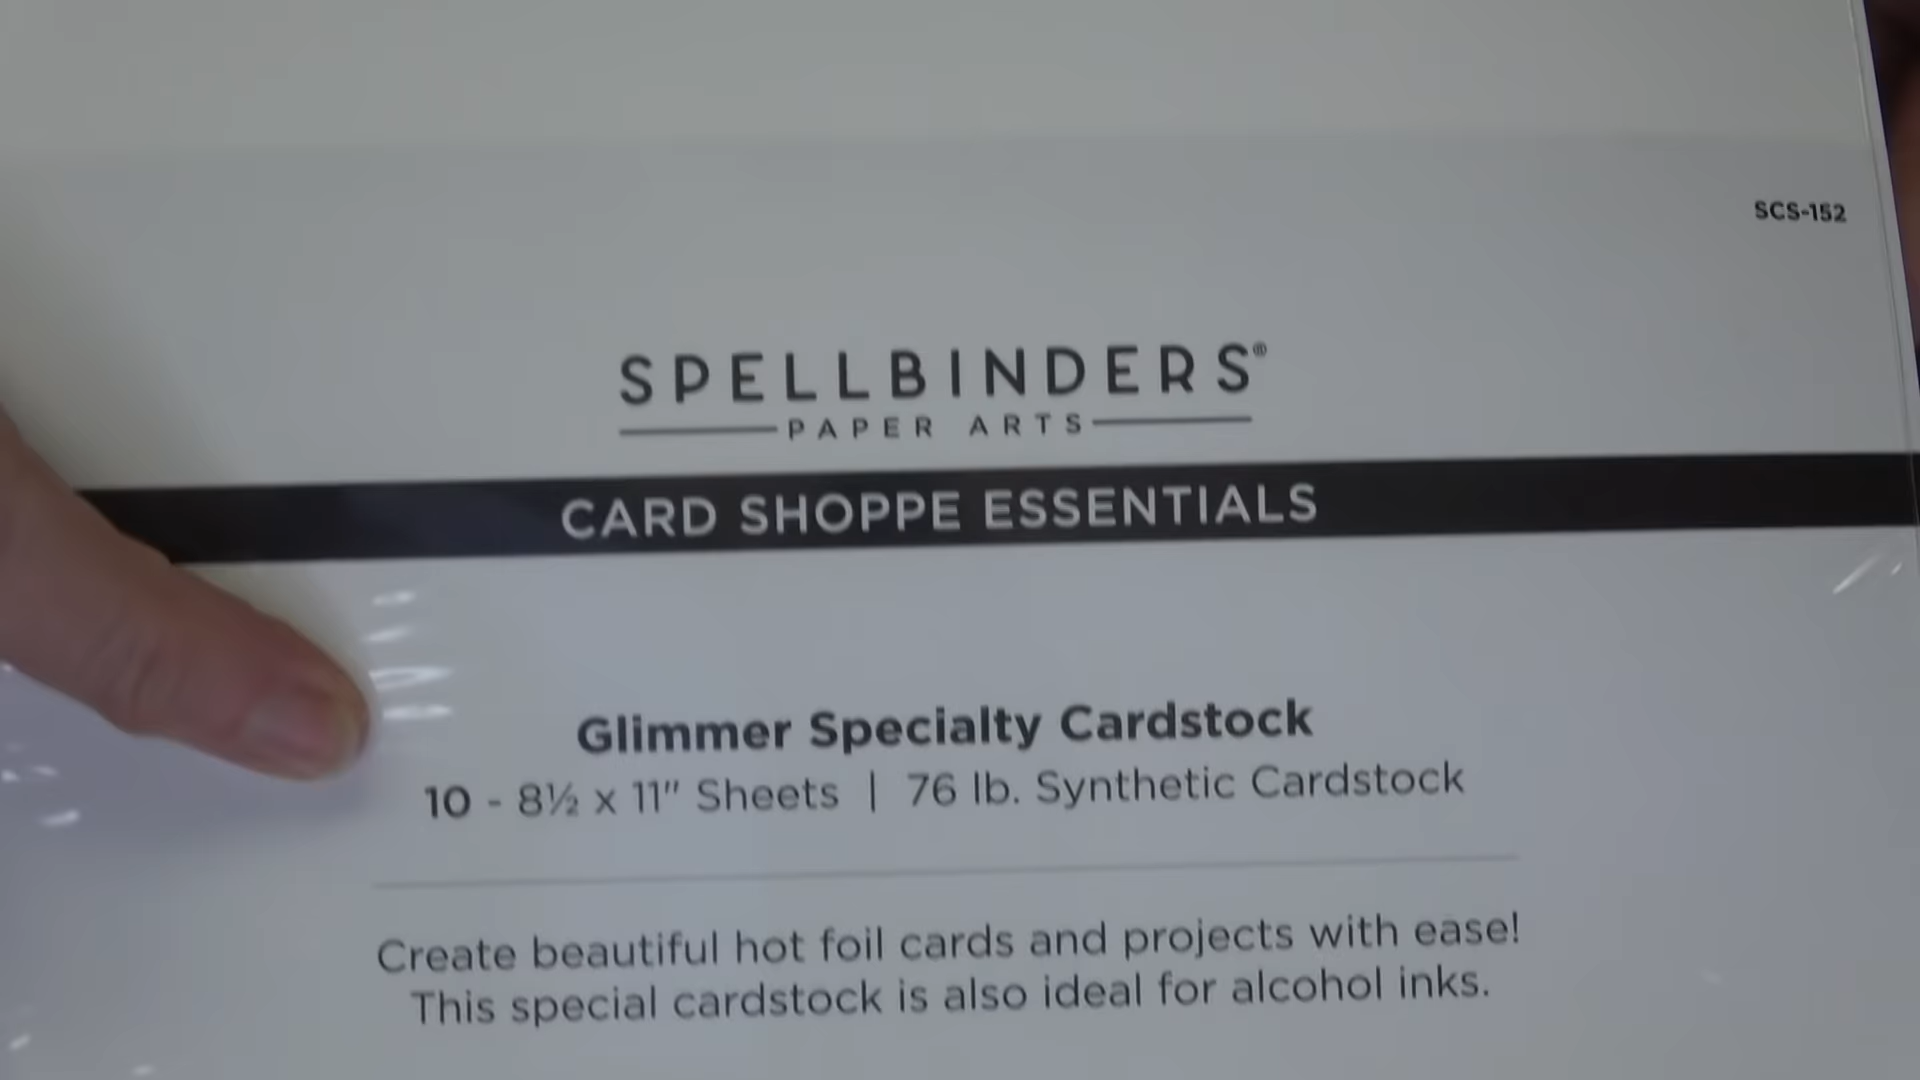 SCS-152
SPELLBINDERS®
PAPER ARTS
CARD SHOPPE ESSENTIALS
Glimmer Specialty Cardstock
10 - 8½ x 11" Sheets | 76 lb. Synthetic Cardstock
Create beautiful hot foil cards and projects with ease!
This special cardstock is also ideal for alcohol inks.